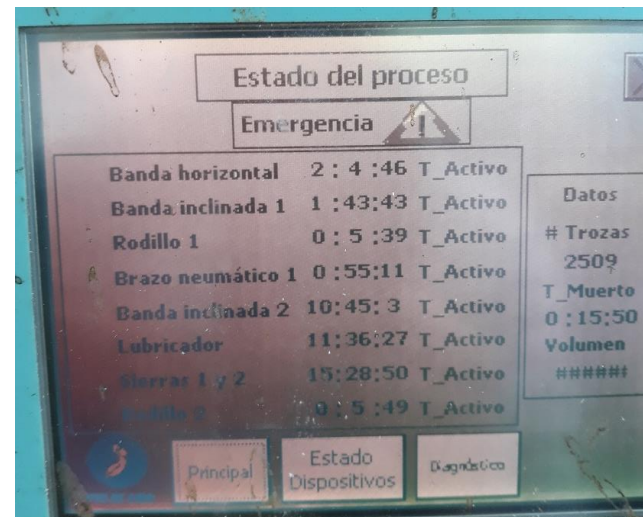 Estado del proceso
Emergencia
Banda horizontal 2 : 4 :46 T_Activo
Banda inclinada 1 1 :43:43 T_Activo
Rodillo 1 0 : 5 :39 T_Activo
Brazo neumático 1 0 :55:11 T_Activo
Banda inclinada 2 10:45: 3 T_Activo
Lubricador 11:36:27 T_Activo
Sierras 1 y 2 15:28:50 T_Activo
Rodillo 2 0 : 5 :49 T_Activo
Datos
# Trozas
2509
T_Muerto
0 :15:50
Volumen
######
Principal
Estado
Dispositivos
Diagnóstico